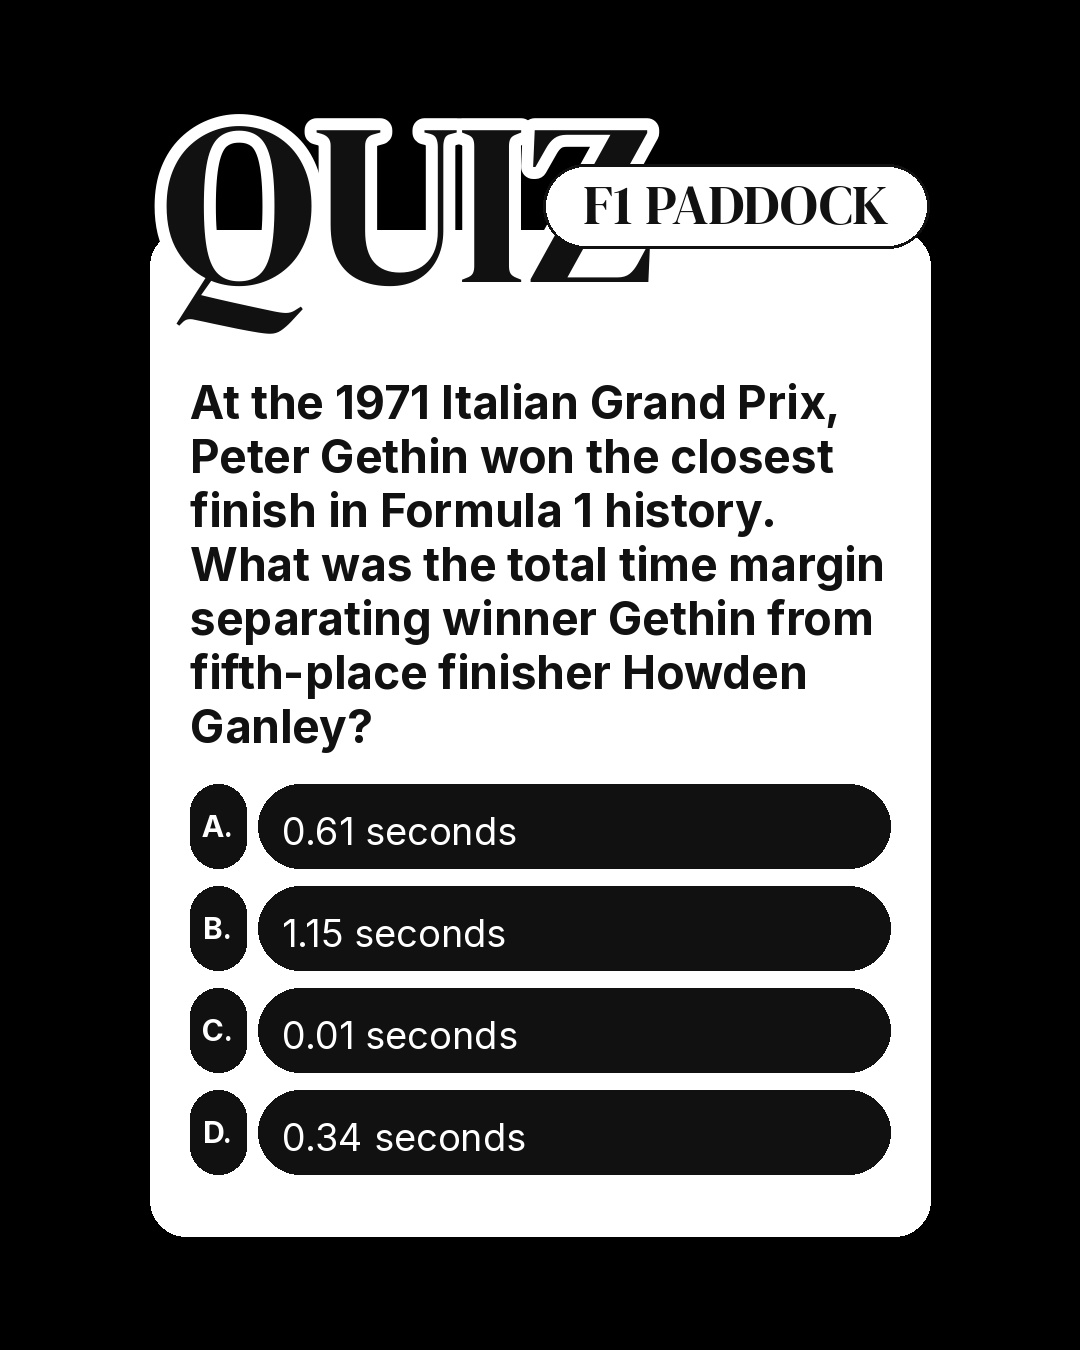 QUIZ
F1 PADDOCK
At the 1971 Italian Grand Prix,
Peter Gethin won the closest
finish in Formula 1 history.
What was the total time margin
separating winner Gethin from
fifth-place finisher Howden
Ganley?
A. 0.61 seconds
B. 1.15 seconds
C. 0.01 seconds
D. 0.34 seconds